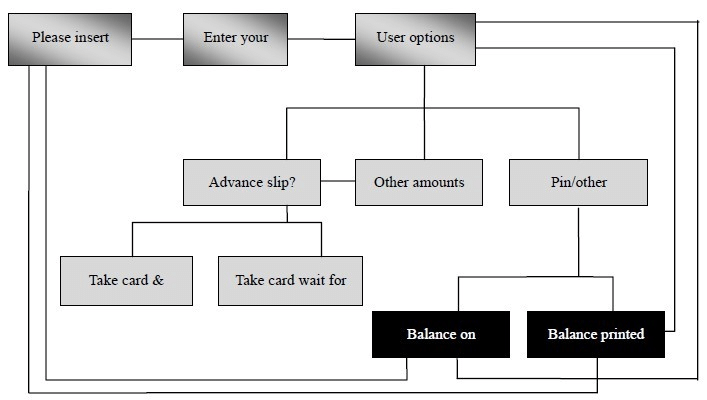 Please insert
Enter your
User options
Advance slip?
Other amounts
Pin/other
Take card &
Take card wait for
Balance on
Balance printed